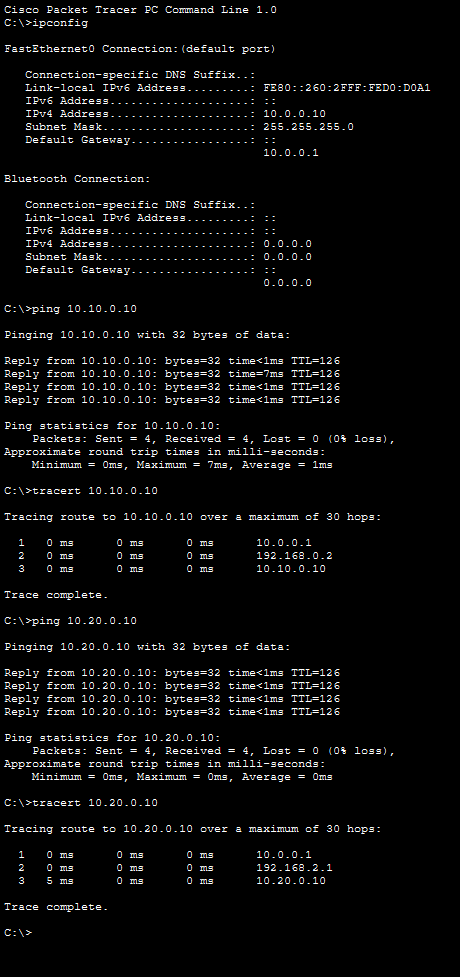 Cisco Packet Tracer PC Command Line 1.0
C:\>ipconfig
FastEthernet0 Connection:(default port)
Connection-specific DNS Suffix..:
Link-local IPv6 Address.........: FE80::260:2FFF:FED0:D0A1
IPv6 Address....................: ::
IPv4 Address....................: 10.0.0.10
Subnet Mask.....................: 255.255.255.0
Default Gateway.................: ::
10.0.0.1
Bluetooth Connection:
Connection-specific DNS Suffix..:
Link-local IPv6 Address.........: ::
IPv6 Address....................: ::
IPv4 Address....................: 0.0.0.0
Subnet Mask.....................: 0.0.0.0
Default Gateway.................: ::
0.0.0.0
C:\>ping 10.10.0.10
Pinging 10.10.0.10 with 32 bytes of data:
Reply from 10.10.0.10: bytes=32 time<1ms TTL=126
Reply from 10.10.0.10: bytes=32 time=7ms TTL=126
Reply from 10.10.0.10: bytes=32 time<1ms TTL=126
Reply from 10.10.0.10: bytes=32 time<1ms TTL=126
Ping statistics for 10.10.0.10:
Packets: Sent = 4, Received = 4, Lost = 0 (0% loss),
Approximate round trip times in milli-seconds:
Minimum = 0ms, Maximum = 7ms, Average = 1ms
C:\>tracert 10.10.0.10
Tracing route to 10.10.0.10 over a maximum of 30 hops:
1 0 ms 0 ms 0 ms 10.0.0.1
2 0 ms 0 ms 0 ms 192.168.0.2
3 0 ms 0 ms 0 ms 10.10.0.10
Trace complete.
C:\>ping 10.20.0.10
Pinging 10.20.0.10 with 32 bytes of data:
Reply from 10.20.0.10: bytes=32 time<1ms TTL=126
Reply from 10.20.0.10: bytes=32 time<1ms TTL=126
Reply from 10.20.0.10: bytes=32 time<1ms TTL=126
Reply from 10.20.0.10: bytes=32 time<1ms TTL=126
Ping statistics for 10.20.0.10:
Packets: Sent = 4, Received = 4, Lost = 0 (0% loss),
Approximate round trip times in milli-seconds:
Minimum = 0ms, Maximum = 0ms, Average = 0ms
C:\>tracert 10.20.0.10
Tracing route to 10.20.0.10 over a maximum of 30 hops:
1 0 ms 0 ms 0 ms 10.0.0.1
2 0 ms 0 ms 0 ms 192.168.2.1
3 5 ms 0 ms 0 ms 10.20.0.10
Trace complete.
C:\>